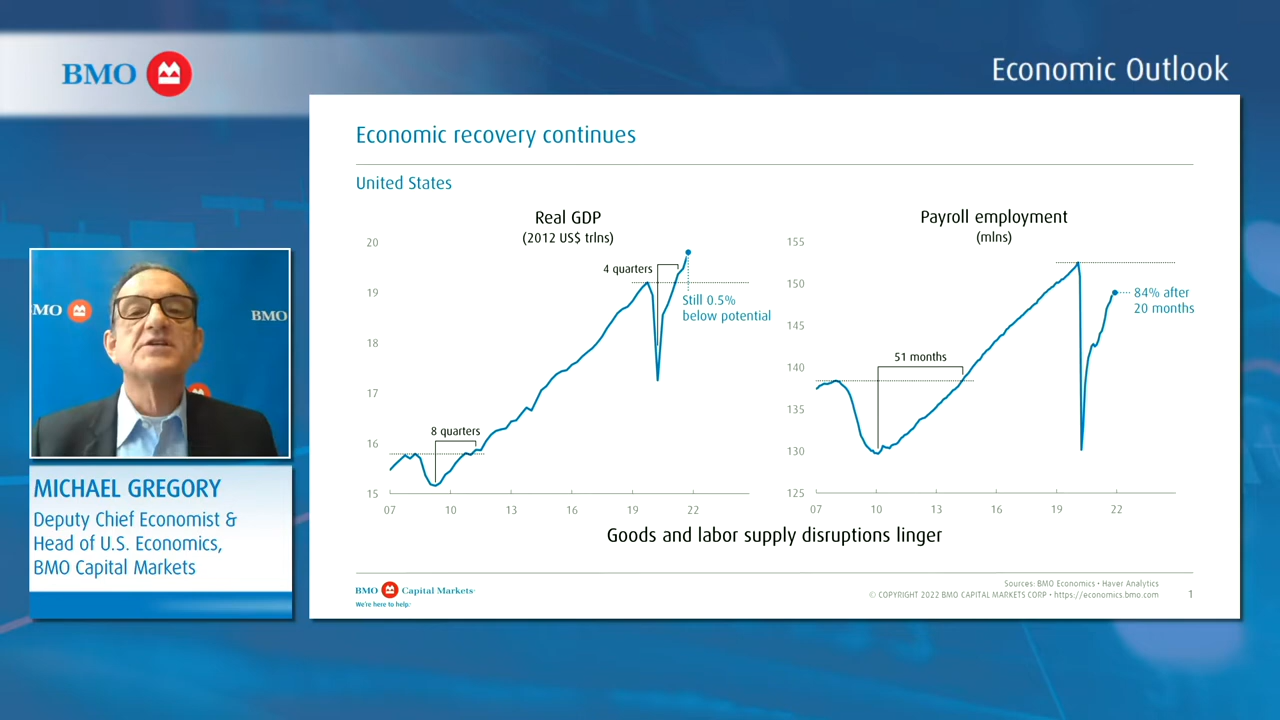 BMO
Economic Outlook
Economic recovery continues
United States
Real GDP
(2012 US$ trlns)
20
19
18
17
16
15
07 10 13 16 19 22
8 quarters
4 quarters
Still 0.5%
below potential
Payroll employment
(mlns)
155
150
145
140
135
130
125
07 10 13 16 19 22
51 months
84% after
20 months
Goods and labor supply disruptions linger
BMO Capital Markets
We're here to help.
Sources: BMO Economics • Haver Analytics
© COPYRIGHT 2022 BMO CAPITAL MARKETS CORP • https://economics.bmo.com
1
MO
BMO
MICHAEL GREGORY
Deputy Chief Economist &
Head of U.S. Economics,
BMO Capital Markets